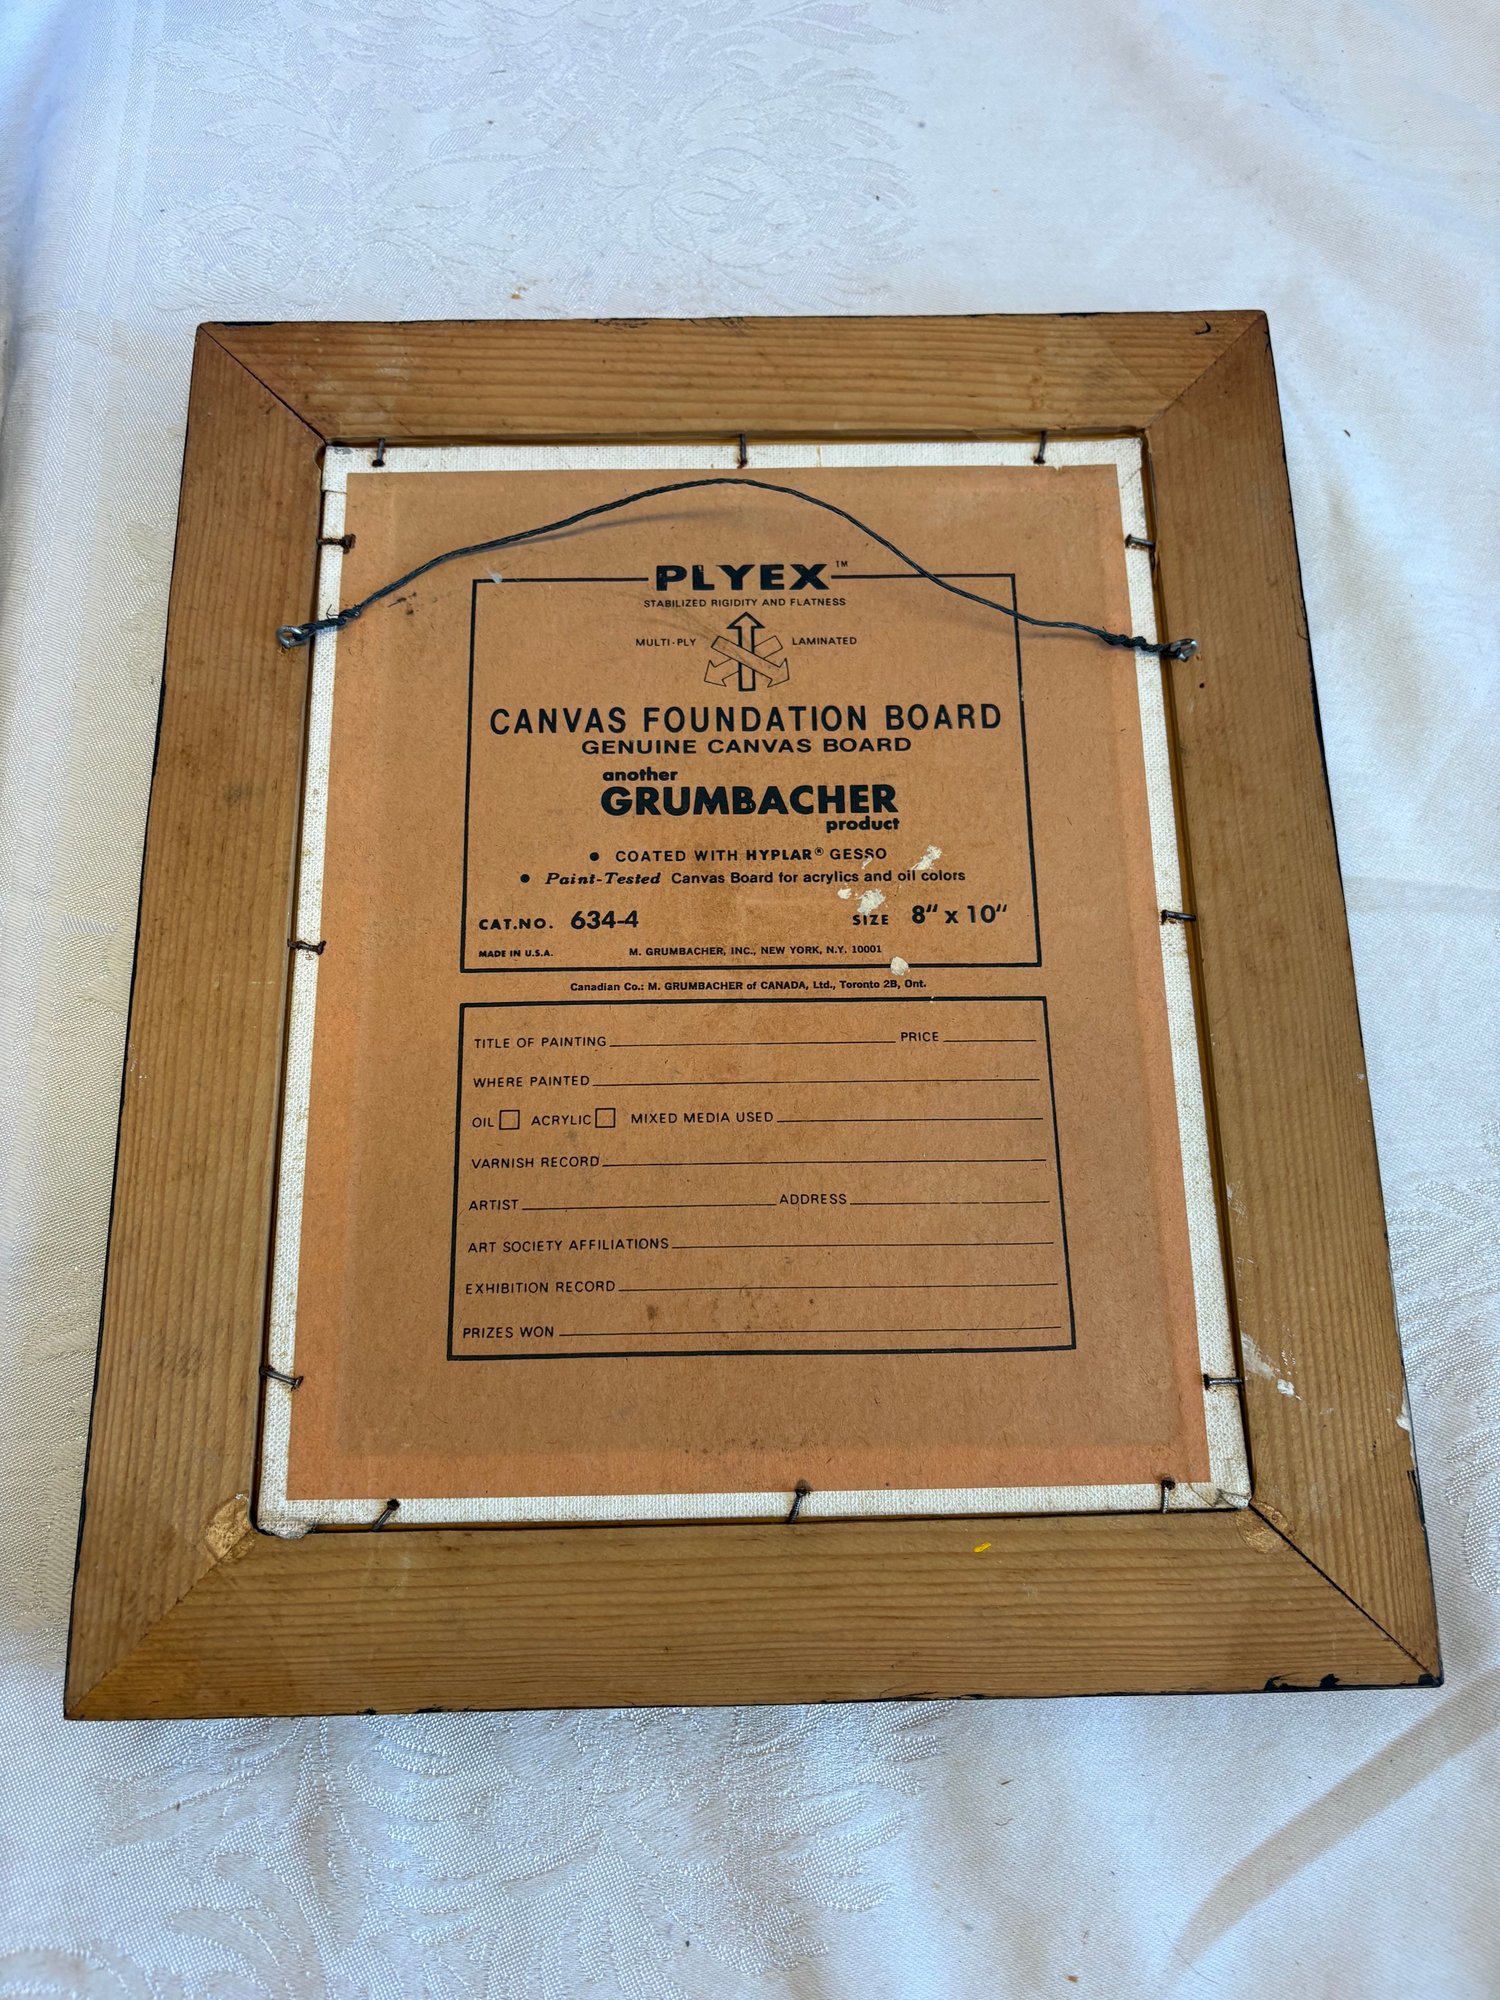 PLYEX™
STABILIZED RIGIDITY AND FLATNESS
MULTI-PLY LAMINATED
CANVAS FOUNDATION BOARD
GENUINE CANVAS BOARD
another
GRUMBACHER
product
• COATED WITH HYPLAR® GESSO
• Paint-Tested Canvas Board for acrylics and oil colors
CAT.NO. 634-4 SIZE 8" x 10"
MADE IN U.S.A. M. GRUMBACHER, INC., NEW YORK, N.Y. 10001
Canadian Co.: M. GRUMBACHER of CANADA, Ltd., Toronto 2B, Ont.
TITLE OF PAINTING PRICE
WHERE PAINTED
OIL ACRYLIC MIXED MEDIA USED
VARNISH RECORD
ARTIST ADDRESS
ART SOCIETY AFFILIATIONS
EXHIBITION RECORD
PRIZES WON